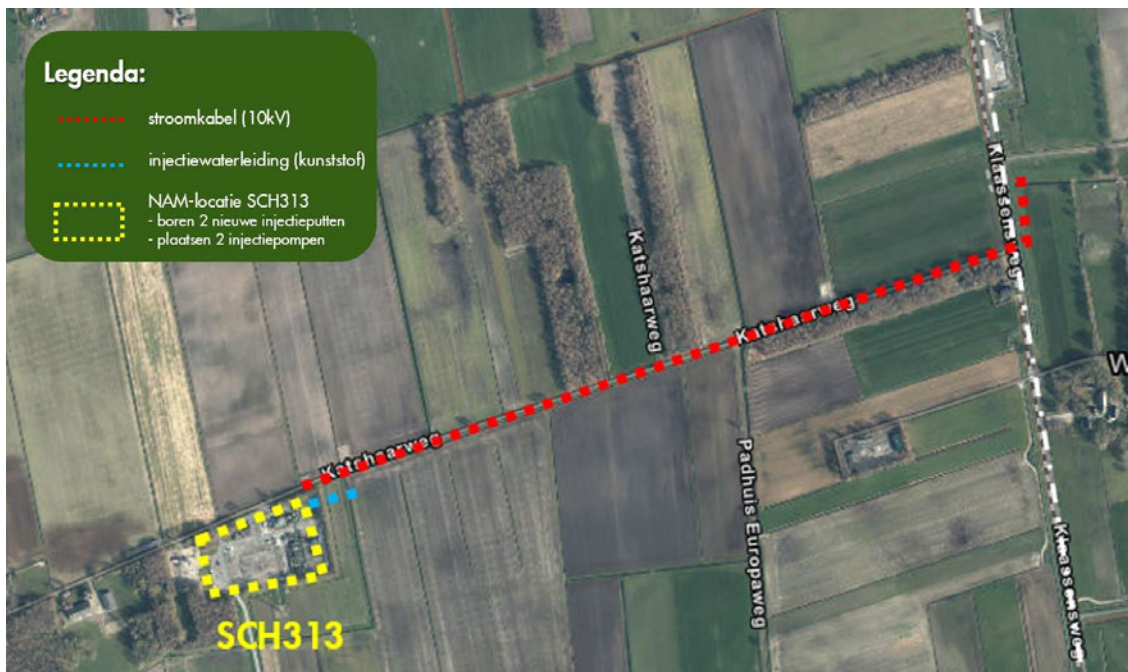 Legenda:
stroomkabel (10kV)
injectiewaterleiding (kunststof)
NAM-locatie SCH313
- boren 2 nieuwe injectieputten
- plaatsen 2 injectiepompen
Klaassensweg
Katshaarweg
Katshaarweg
Katshaarweg
W
Padhuis Europaweg
Klaassensweg
SCH313